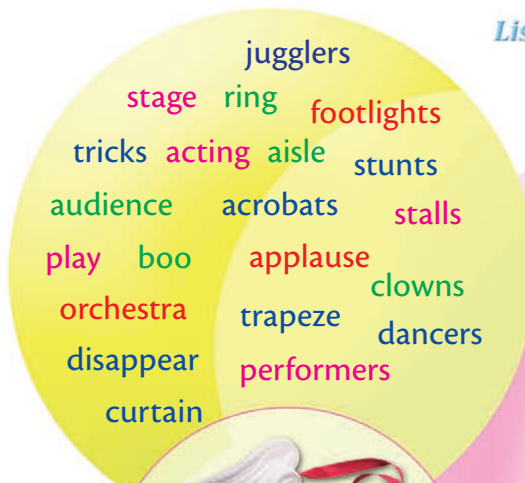 Lis
jugglers
stage ring
footlights
tricks acting aisle
stunts
audience acrobats
stalls
play boo applause
clowns
orchestra
trapeze
dancers
disappear
performers
curtain